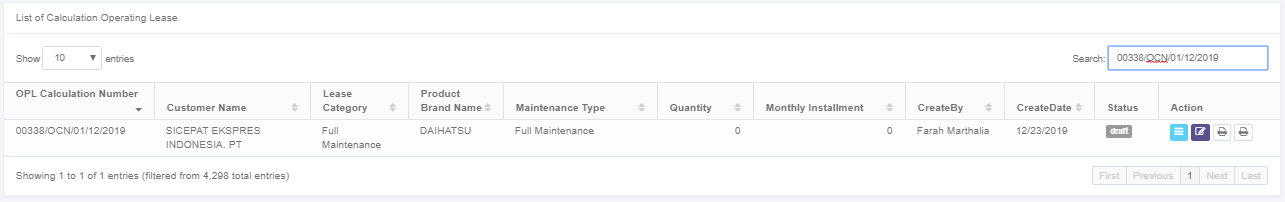 List of Calculation Operating Lease
Show 10 entries
Search: 00338/OCN/01/12/2019
OPL Calculation Number
Customer Name
Lease Category
Product Brand Name
Maintenance Type
Quantity
Monthly Installment
CreateBy
CreateDate
Status
Action
00338/OCN/01/12/2019
SICEPAT EKSPRES
INDONESIA. PT
Full
Maintenance
DAIHATSU
Full Maintenance
0
0
Farah Marthalia
12/23/2019
draft
Showing 1 to 1 of 1 entries (filtered from 4,298 total entries)
First Previous 1 Next Last